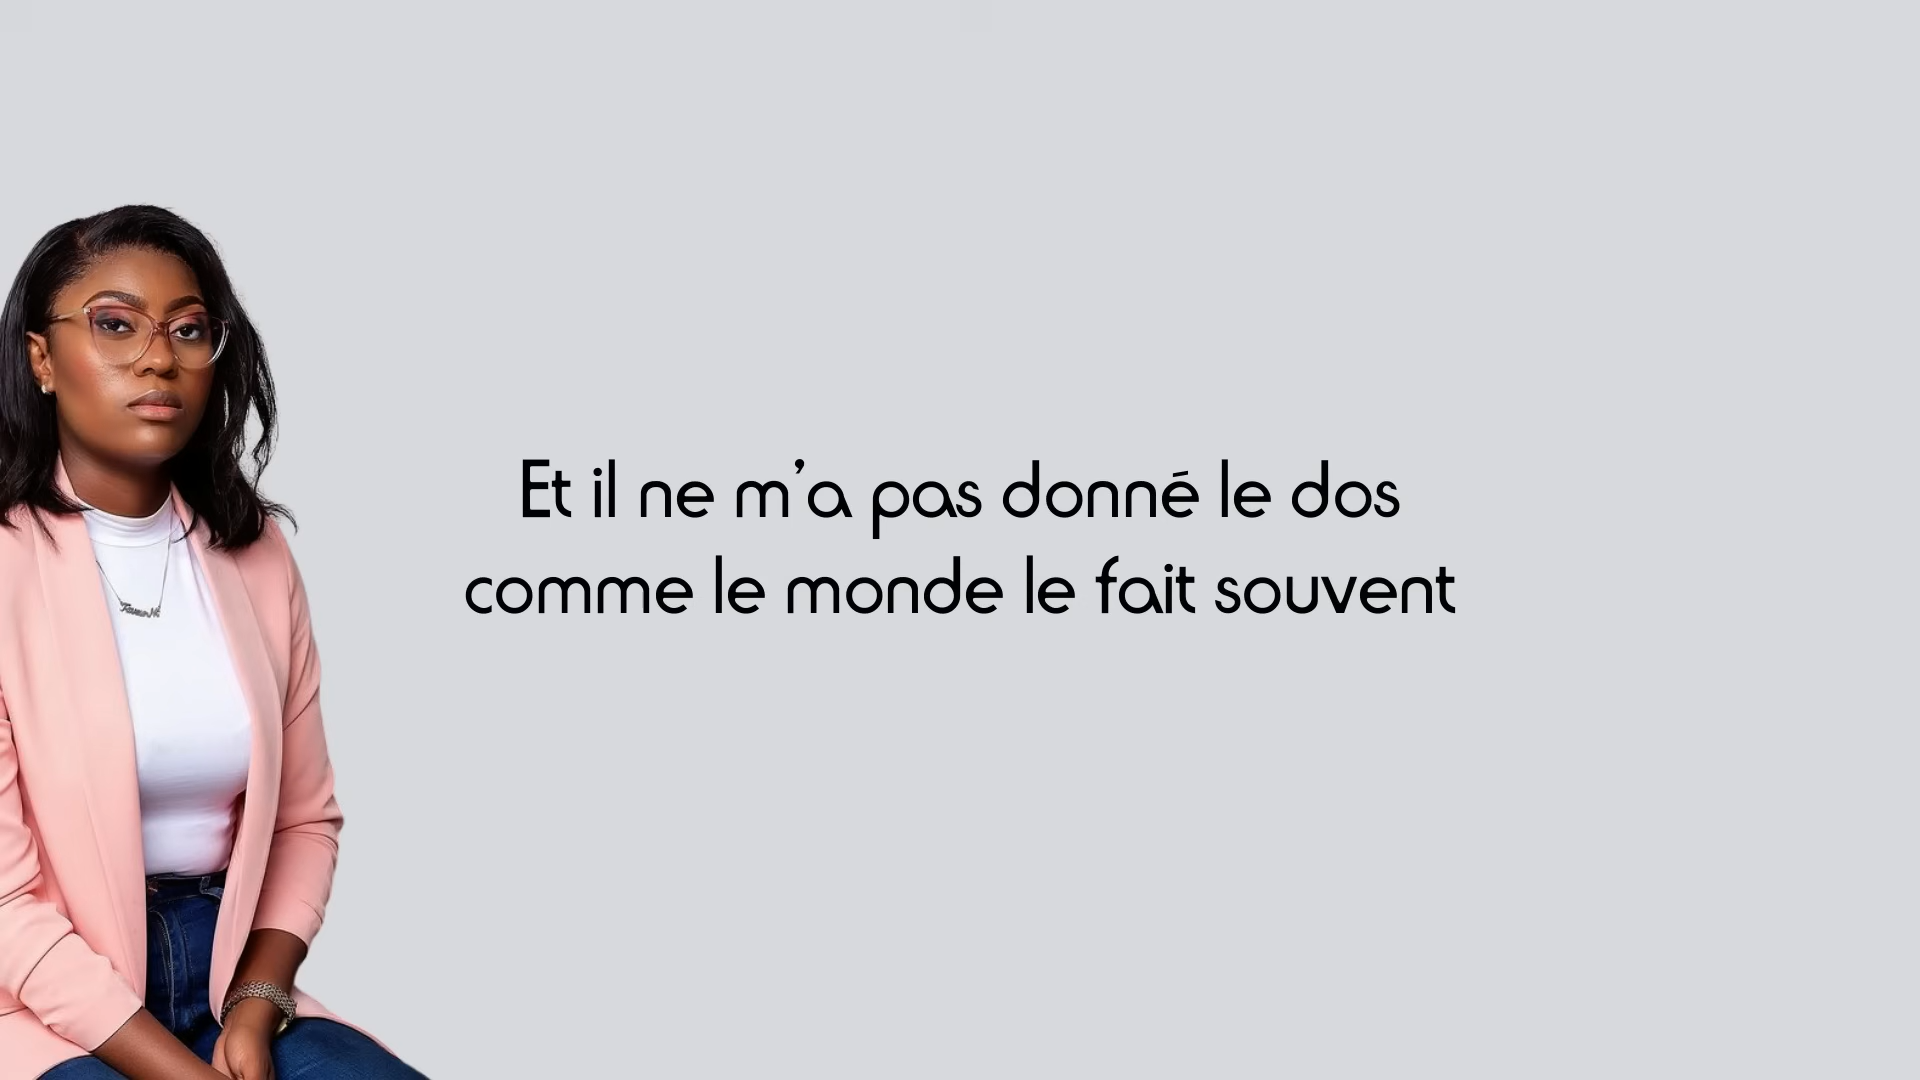 Et il ne m'a pas donné le dos
comme le monde le fait souvent